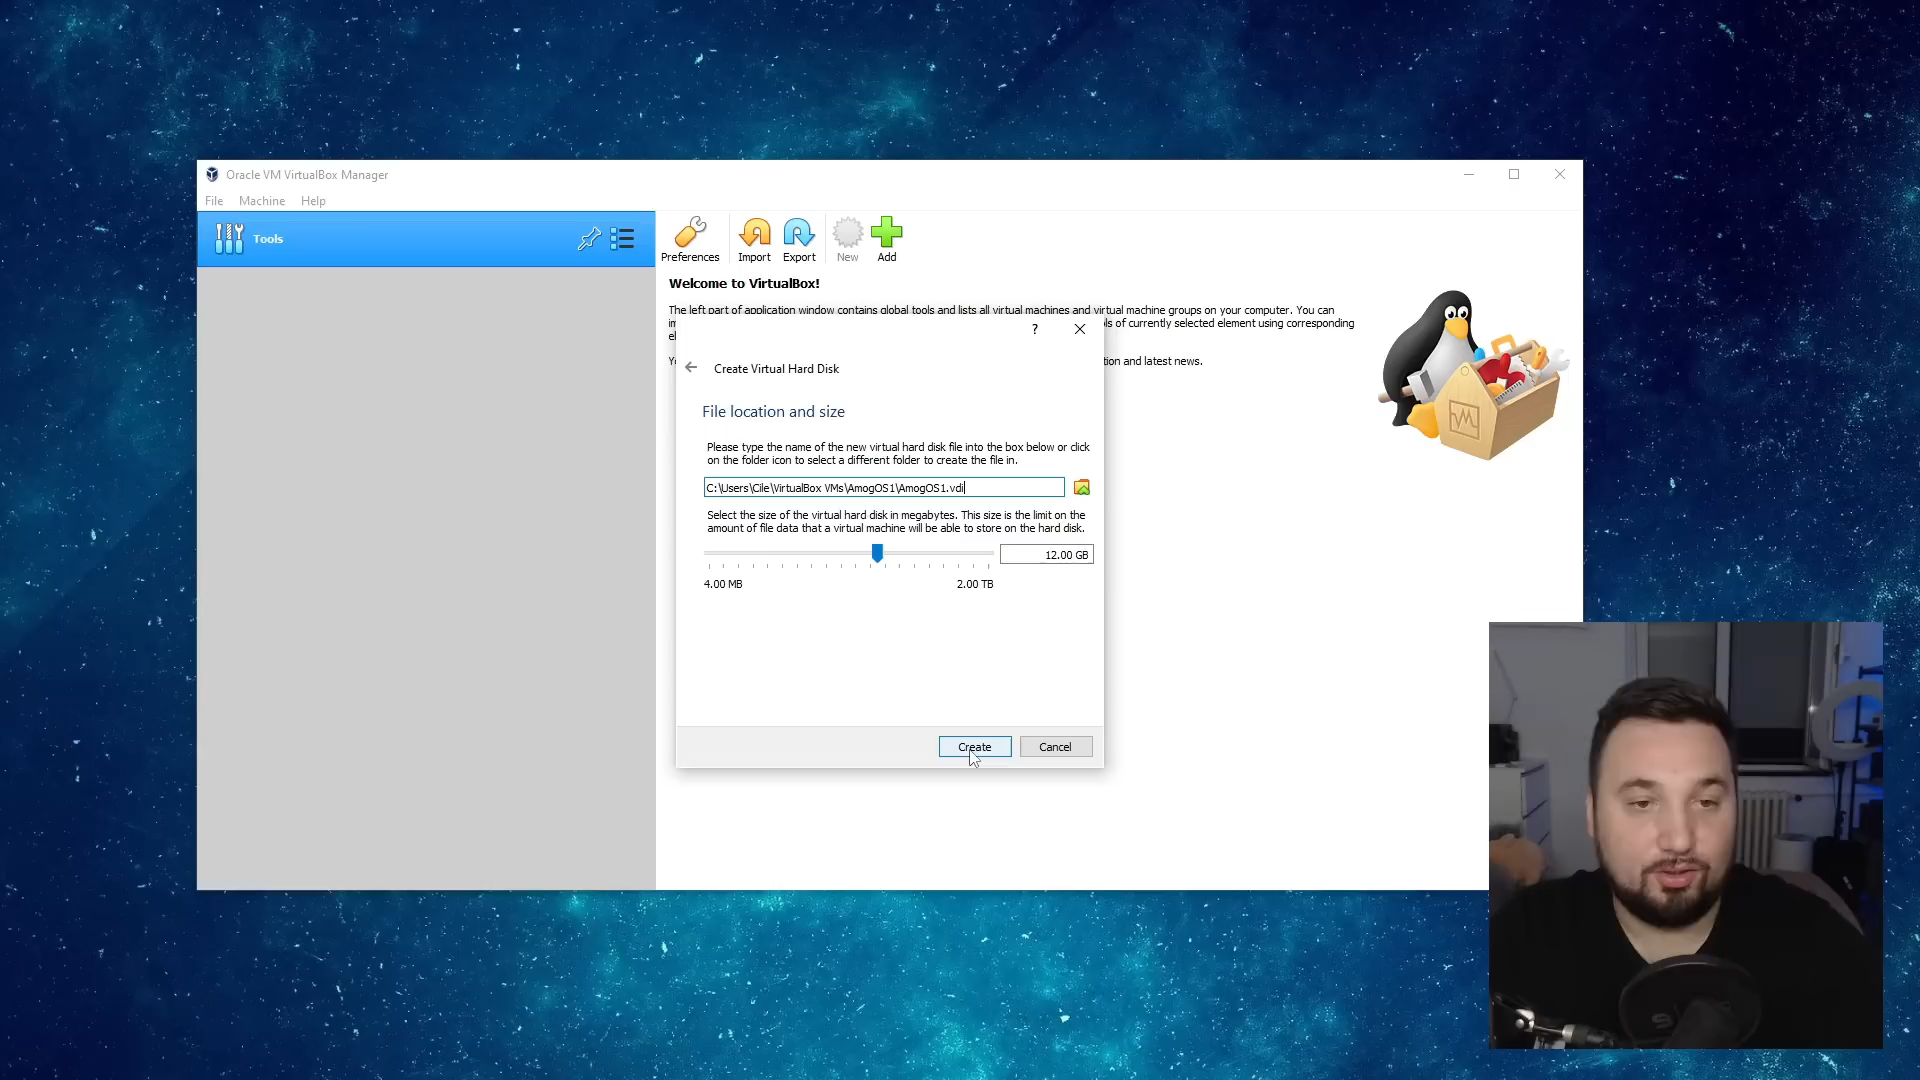 Oracle VM VirtualBox Manager
File Machine Help
Tools
Preferences Import Export New Add
Welcome to VirtualBox!
The left part of application window contains global tools and lists all virtual machines and virtual machine groups on your computer. You can
ls of currently selected element using corresponding
tion and latest news.
?
Create Virtual Hard Disk
File location and size
Please type the name of the new virtual hard disk file into the box below or click
on the folder icon to select a different folder to create the file in.
C:\Users\Cile\VirtualBox VMs\AmogOS1\AmogOS1.vdi
Select the size of the virtual hard disk in megabytes. This size is the limit on the
amount of file data that a virtual machine will be able to store on the hard disk.
12.00 GB
4.00 MB 2.00 TB
Create Cancel